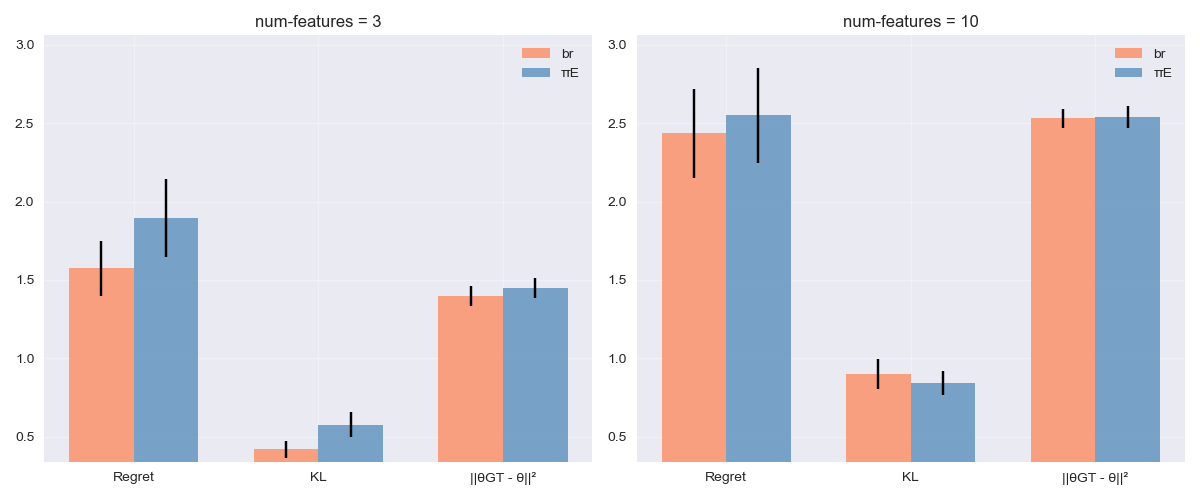 num-features = 3
3.0
2.5
2.0
1.5
1.0
0.5
br
πE
Regret
KL
||θGT - θ||²
num-features = 10
3.0
2.5
2.0
1.5
1.0
0.5
br
πE
Regret
KL
||θGT - θ||²